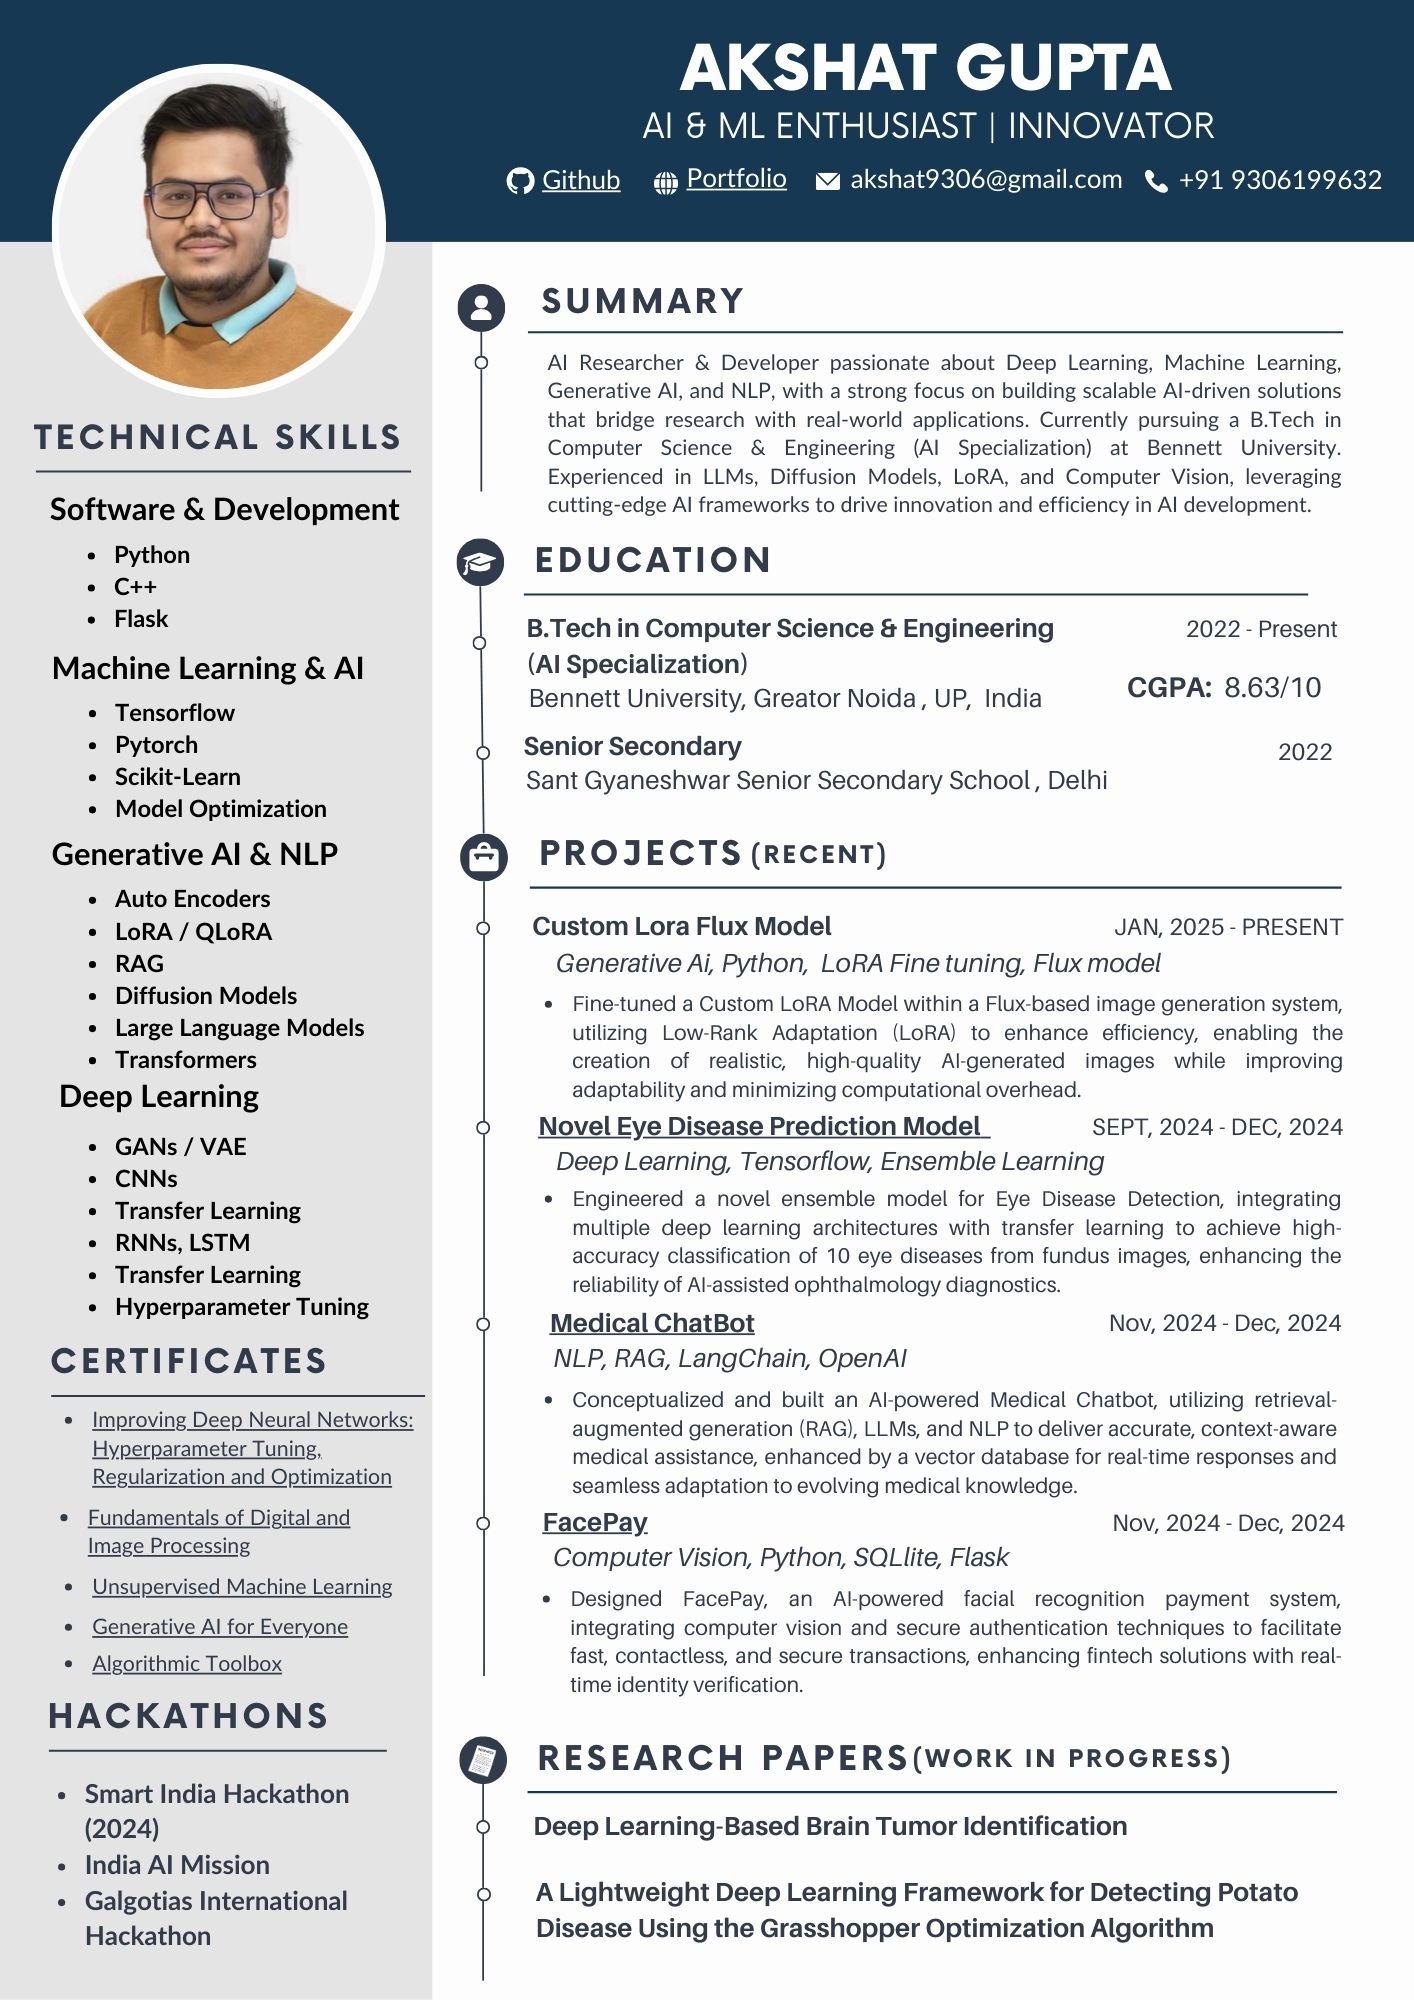 AKSHAT GUPTA
AI & ML ENTHUSIAST | INNOVATOR
Github Portfolio akshat9306@gmail.com +91 9306199632
TECHNICAL SKILLS
Software & Development
• Python
• C++
• Flask
Machine Learning & AI
• Tensorflow
• Pytorch
• Scikit-Learn
• Model Optimization
Generative AI & NLP
• Auto Encoders
• LoRA / QLoRA
• RAG
• Diffusion Models
• Large Language Models
• Transformers
Deep Learning
• GANs / VAE
• CNNs
• Transfer Learning
• RNNs, LSTM
• Transfer Learning
• Hyperparameter Tuning
CERTIFICATES
• Improving Deep Neural Networks:
Hyperparameter Tuning,
Regularization and Optimization
• Fundamentals of Digital and
Image Processing
• Unsupervised Machine Learning
• Generative AI for Everyone
• Algorithmic Toolbox
HACKATHONS
• Smart India Hackathon
(2024)
• India AI Mission
• Galgotias International
Hackathon
SUMMARY
AI Researcher & Developer passionate about Deep Learning, Machine Learning,
Generative AI, and NLP, with a strong focus on building scalable AI-driven solutions
that bridge research with real-world applications. Currently pursuing a B.Tech in
Computer Science & Engineering (AI Specialization) at Bennett University.
Experienced in LLMs, Diffusion Models, LoRA, and Computer Vision, leveraging
cutting-edge AI frameworks to drive innovation and efficiency in AI development.
EDUCATION
B.Tech in Computer Science & Engineering 2022 - Present
(AI Specialization)
Bennett University, Greator Noida , UP, India CGPA: 8.63/10
Senior Secondary 2022
Sant Gyaneshwar Senior Secondary School , Delhi
PROJECTS (RECENT)
Custom Lora Flux Model JAN, 2025 - PRESENT
Generative Ai, Python, LoRA Fine tuning, Flux model
• Fine-tuned a Custom LoRA Model within a Flux-based image generation system,
utilizing Low-Rank Adaptation (LoRA) to enhance efficiency, enabling the
creation of realistic, high-quality AI-generated images while improving
adaptability and minimizing computational overhead.
Novel Eye Disease Prediction Model SEPT, 2024 - DEC, 2024
Deep Learning, Tensorflow, Ensemble Learning
• Engineered a novel ensemble model for Eye Disease Detection, integrating
multiple deep learning architectures with transfer learning to achieve high-
accuracy classification of 10 eye diseases from fundus images, enhancing the
reliability of AI-assisted ophthalmology diagnostics.
Medical ChatBot Nov, 2024 - Dec, 2024
NLP, RAG, LangChain, OpenAI
• Conceptualized and built an AI-powered Medical Chatbot, utilizing retrieval-
augmented generation (RAG), LLMs, and NLP to deliver accurate, context-aware
medical assistance, enhanced by a vector database for real-time responses and
seamless adaptation to evolving medical knowledge.
FacePay Nov, 2024 - Dec, 2024
Computer Vision, Python, SQLlite, Flask
• Designed FacePay, an AI-powered facial recognition payment system,
integrating computer vision and secure authentication techniques to facilitate
fast, contactless, and secure transactions, enhancing fintech solutions with real-
time identity verification.
RESEARCH PAPERS(WORK IN PROGRESS)
Deep Learning-Based Brain Tumor Identification
A Lightweight Deep Learning Framework for Detecting Potato
Disease Using the Grasshopper Optimization Algorithm